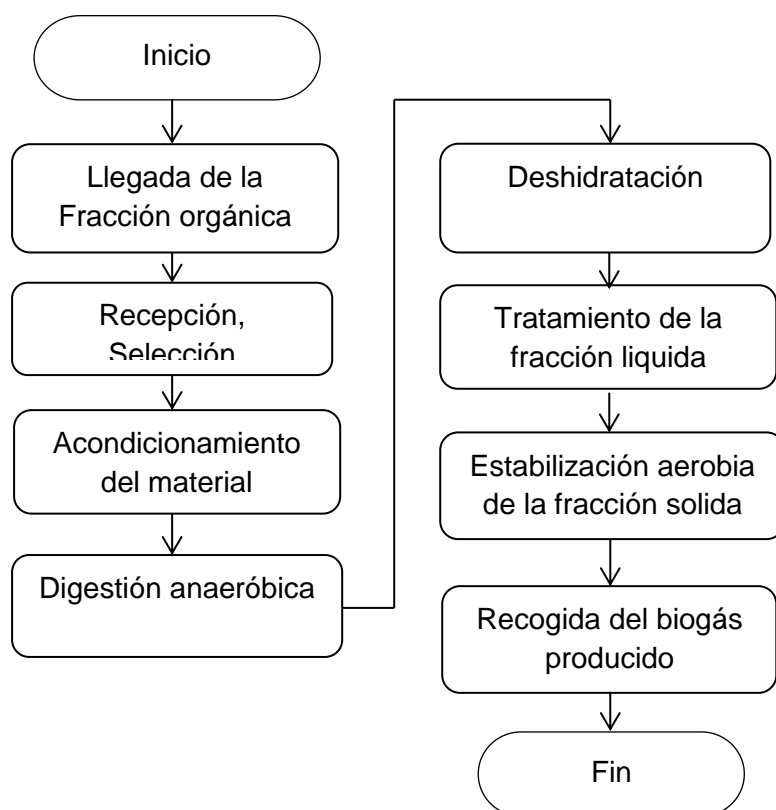 Inicio
Llegada de la
Fracción orgánica
Recepción,
Selección
Acondicionamiento
del material
Digestión anaeróbica
Deshidratación
Tratamiento de la
fracción liquida
Estabilización aerobia
de la fracción solida
Recogida del biogás
producido
Fin